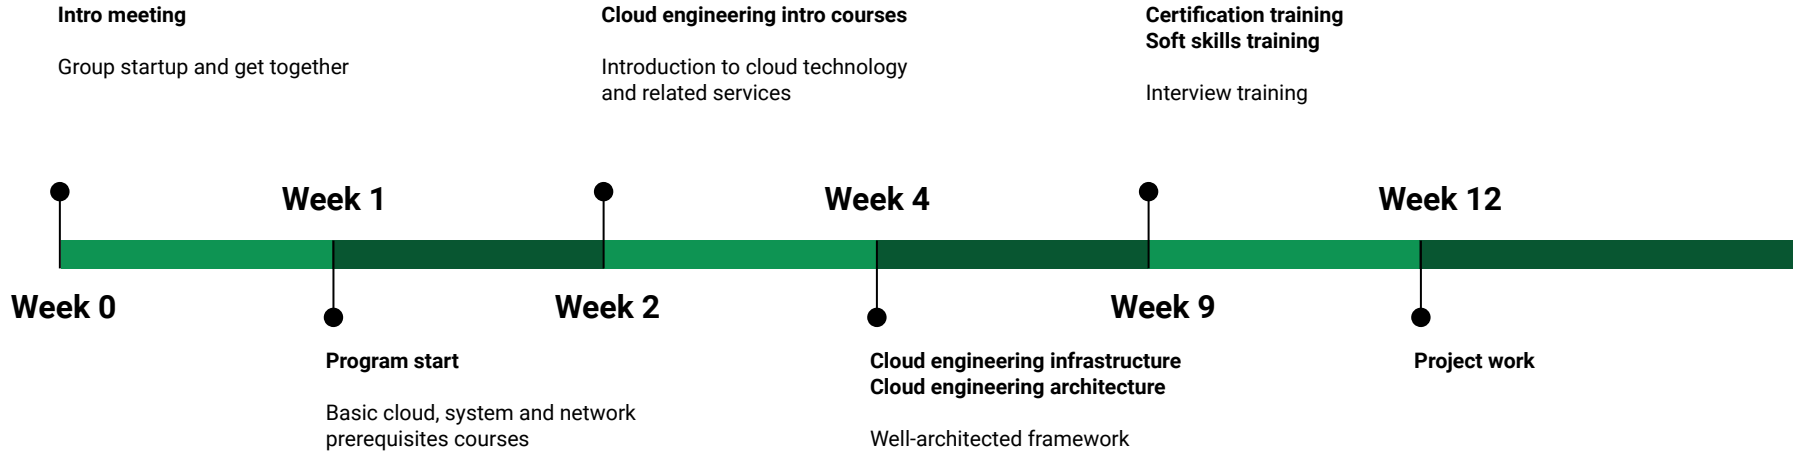 Intro meeting
Group startup and get together
Cloud engineering intro courses
Introduction to cloud technology
and related services
Certification training
Soft skills training
Interview training
Week 1
Week 4
Week 12
Week 0
Week 2
Week 9
Program start
Basic cloud, system and network
prerequisites courses
Cloud engineering infrastructure
Cloud engineering architecture
Well-architected framework
Project work